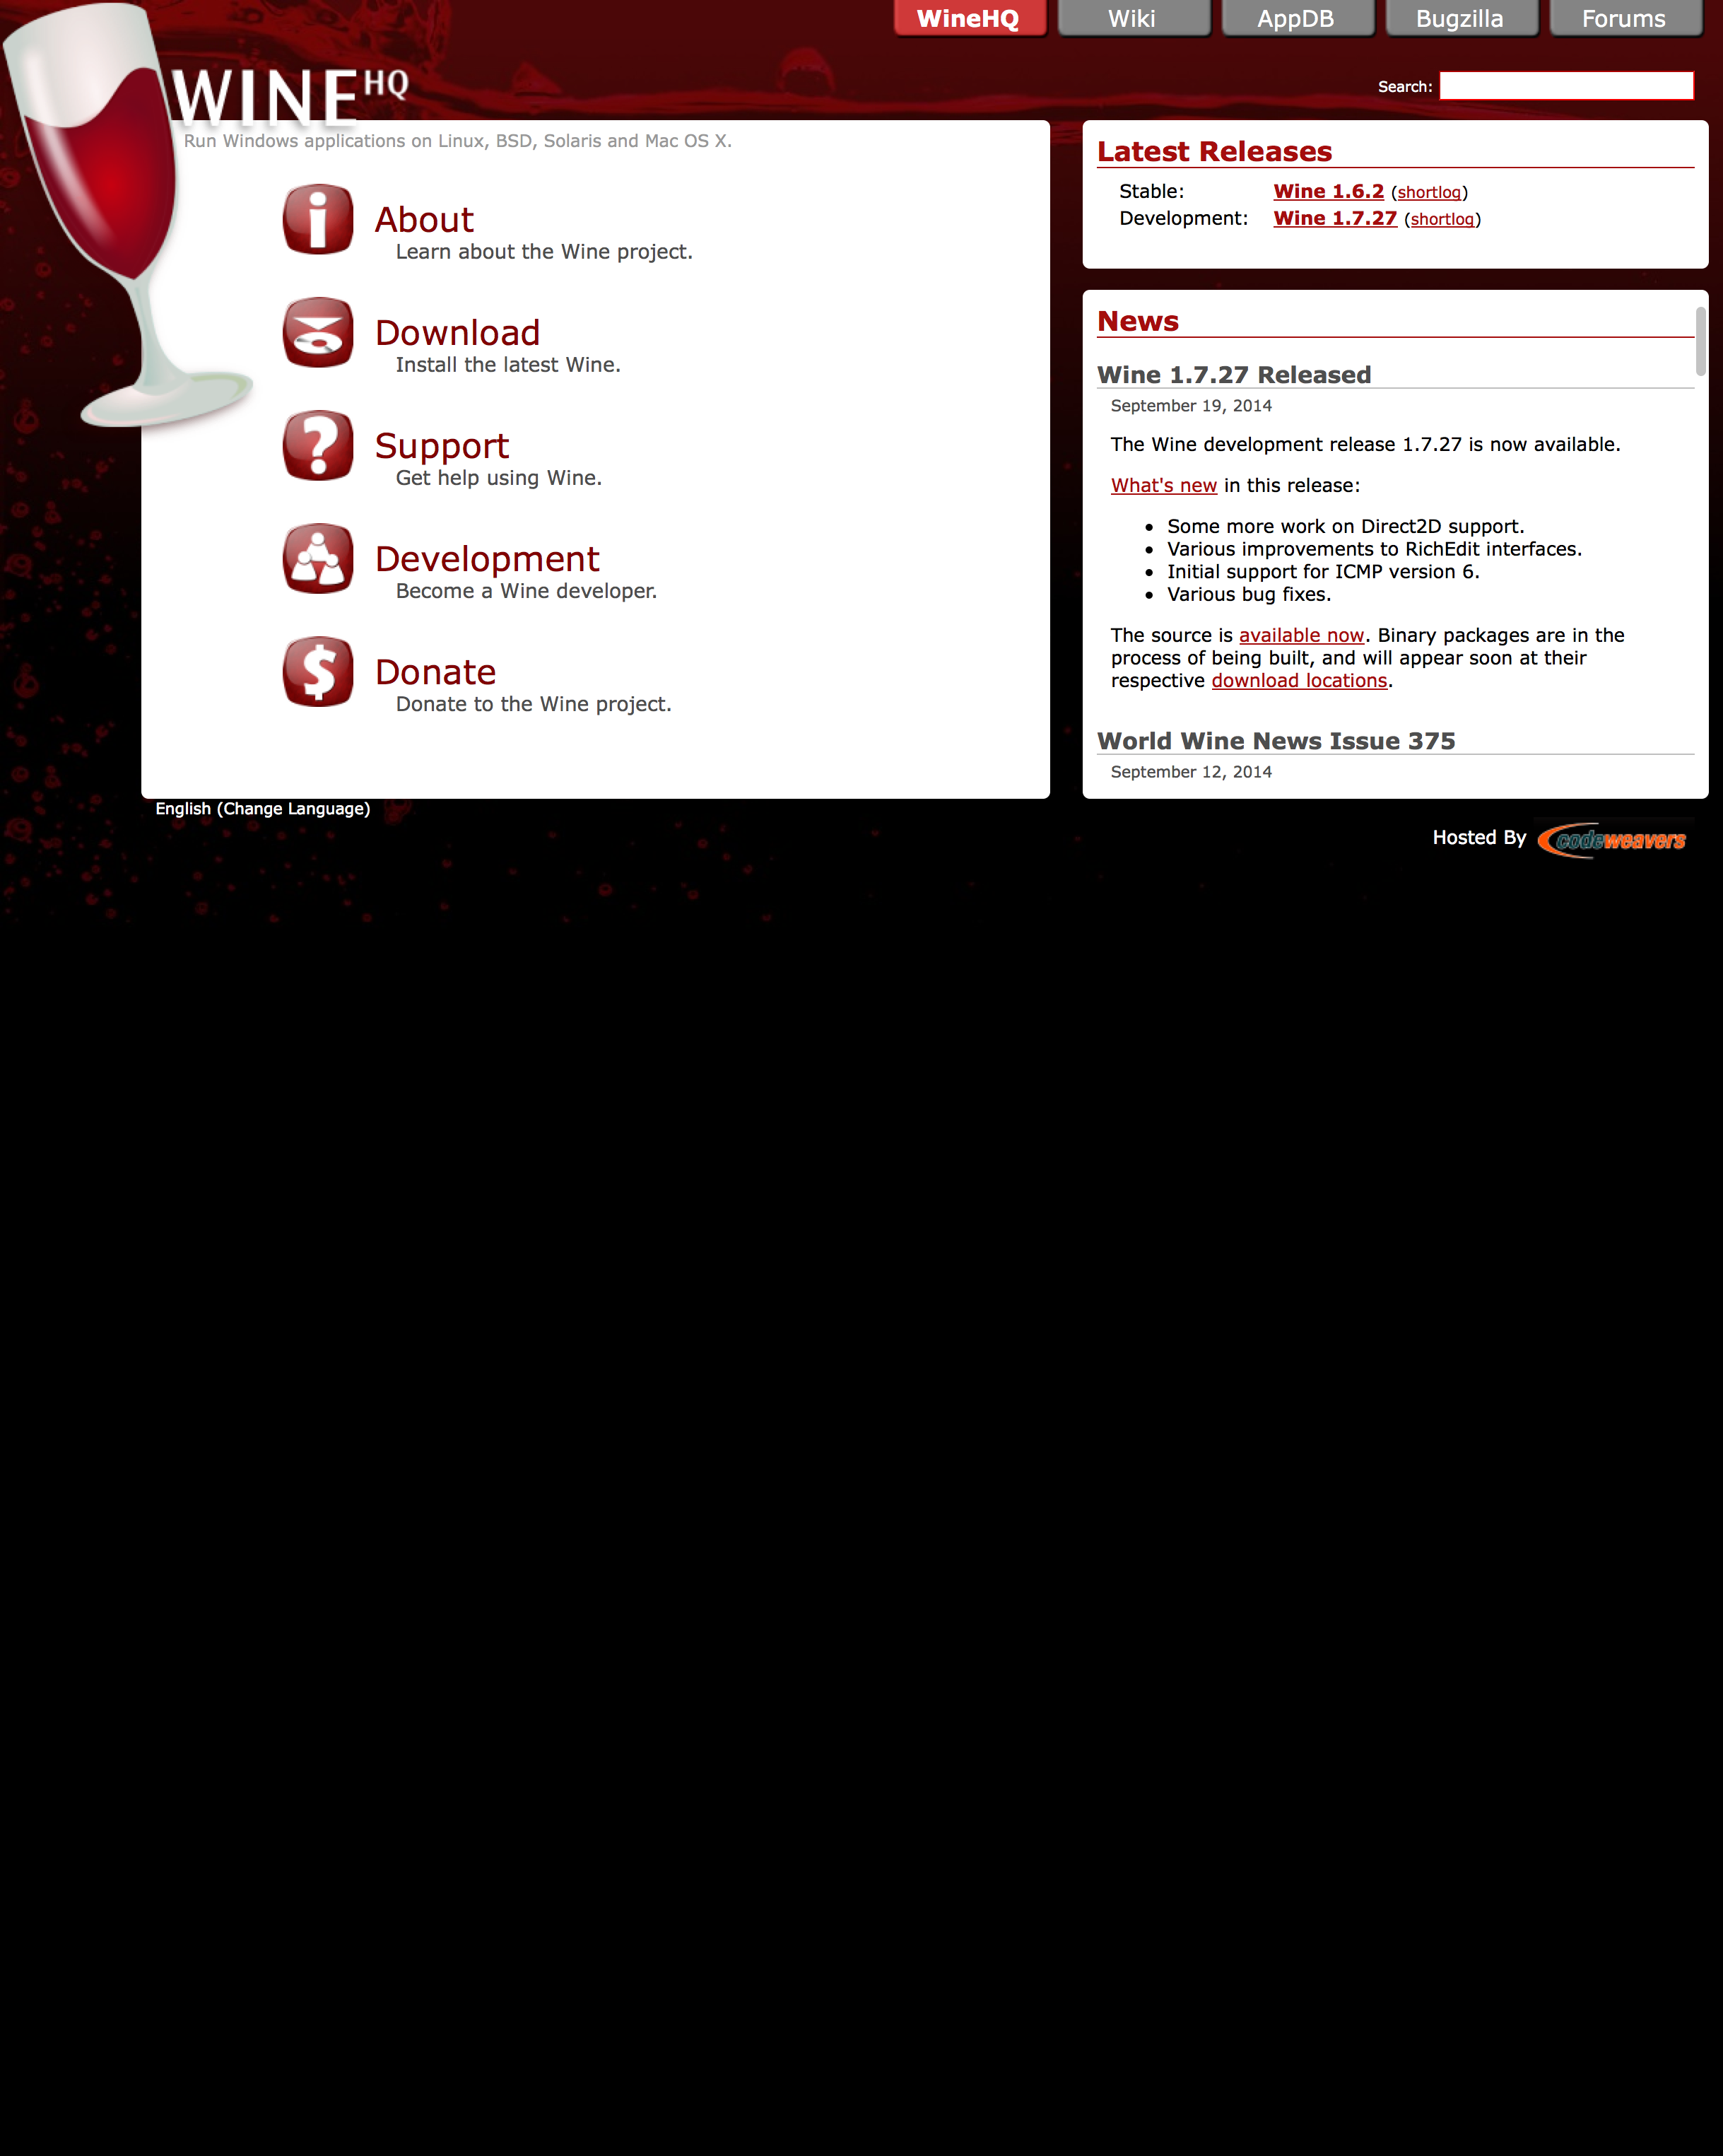 WineHQ Wiki AppDB Bugzilla Forums
WINE HQ
Search:
Run Windows applications on Linux, BSD, Solaris and Mac OS X.
About
Learn about the Wine project.
Download
Install the latest Wine.
Support
Get help using Wine.
Development
Become a Wine developer.
Donate
Donate to the Wine project.
Latest Releases
Stable: Wine 1.6.2 (shortlog)
Development: Wine 1.7.27 (shortlog)
News
Wine 1.7.27 Released
September 19, 2014
The Wine development release 1.7.27 is now available.
What's new in this release:
• Some more work on Direct2D support.
• Various improvements to RichEdit interfaces.
• Initial support for ICMP version 6.
• Various bug fixes.
The source is available now. Binary packages are in the
process of being built, and will appear soon at their
respective download locations.
World Wine News Issue 375
September 12, 2014
English (Change Language)
Hosted By codeweavers